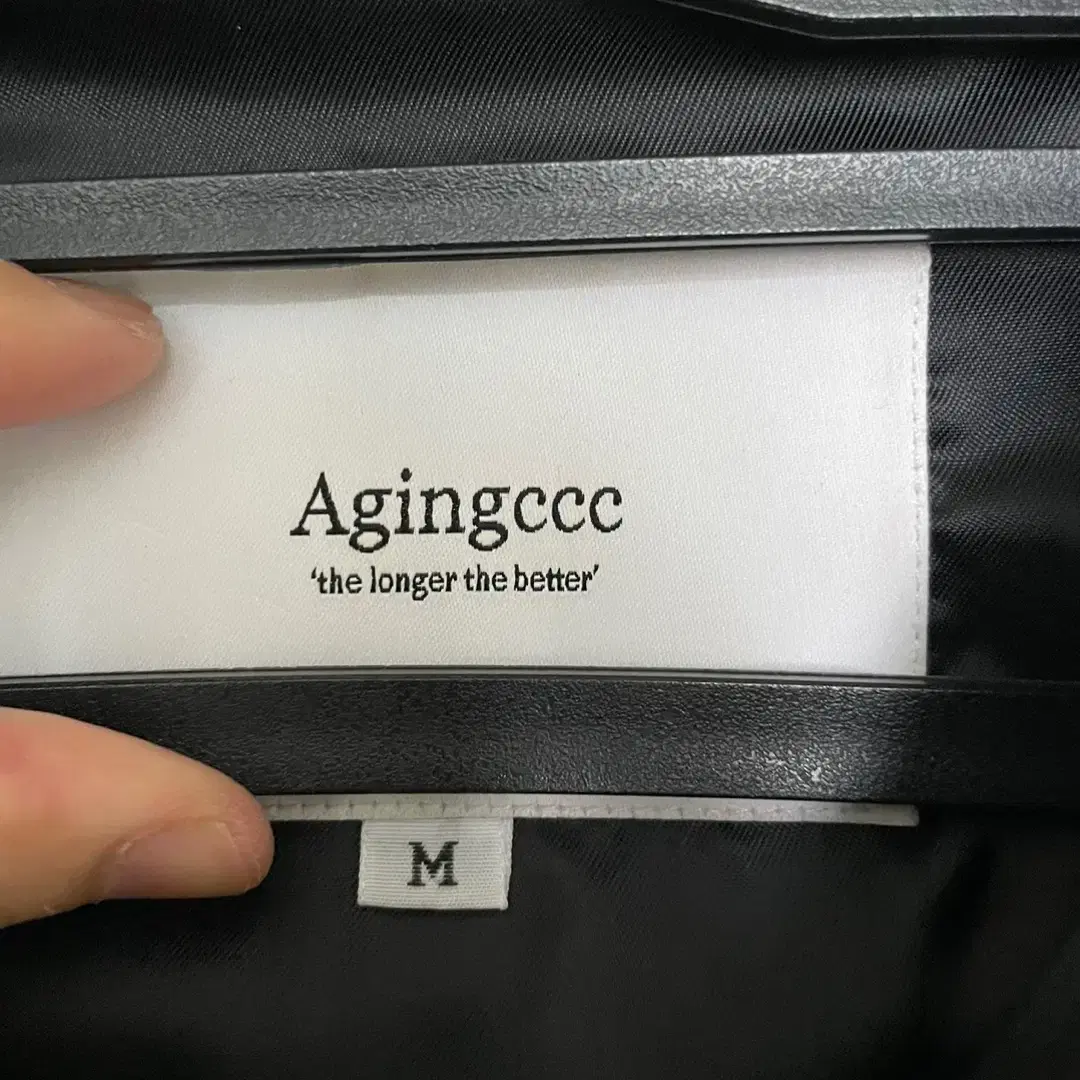 Agingccc
‘the longer the better’
M